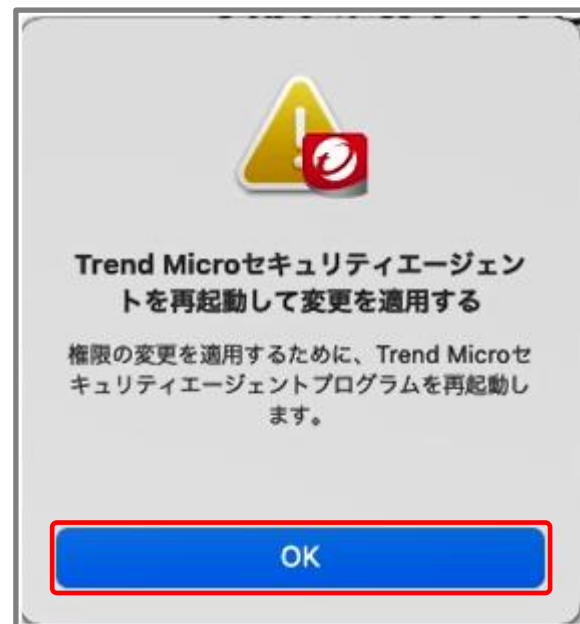 Trend Microセキュリティエージェン
トを再起動して変更を適用する
権限の変更を適用するために、Trend Microセ
キュリティエージェントプログラムを再起動し
ます。
OK